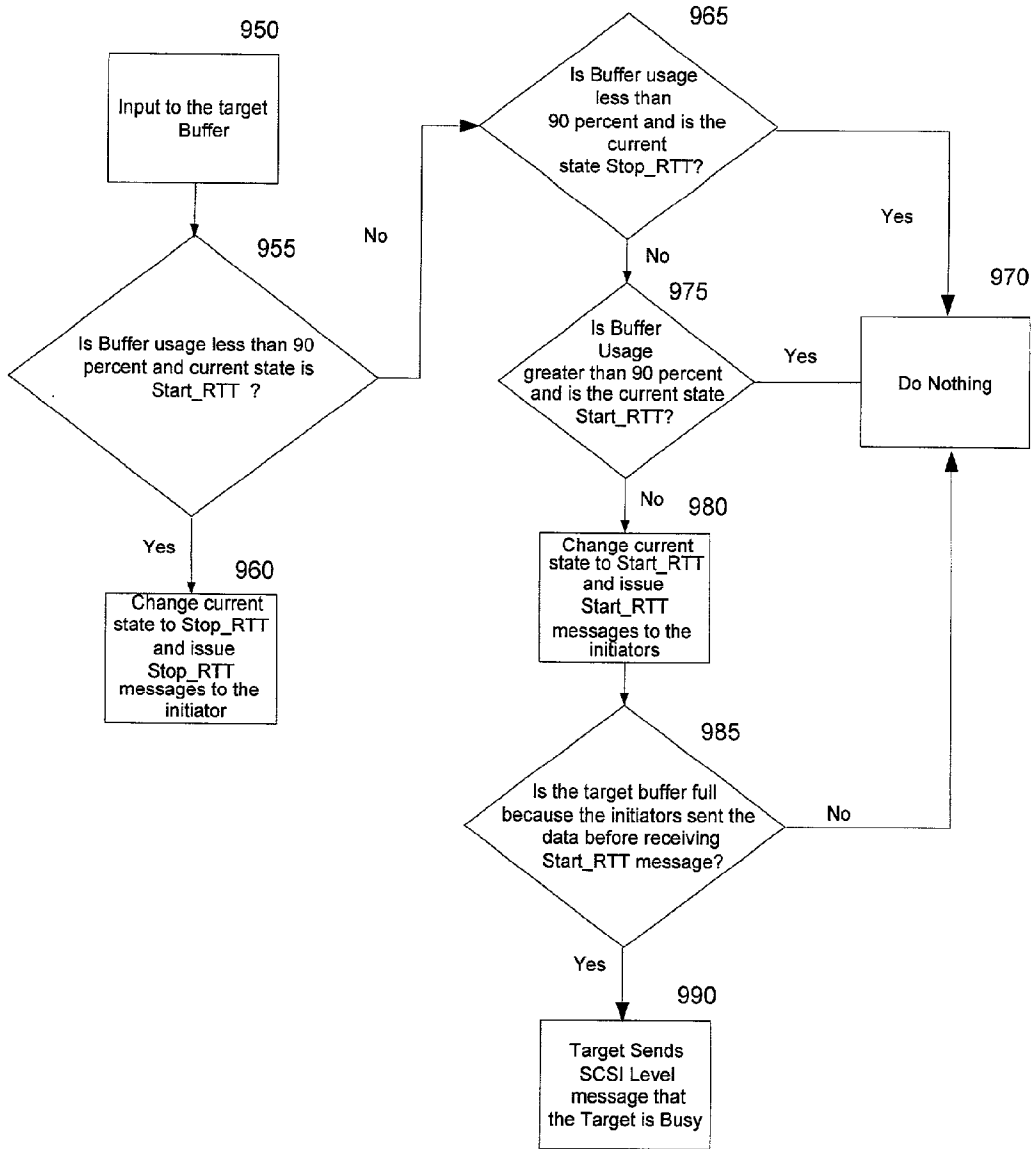 950
Input to the target
Buffer
955
Is Buffer usage less than 90
percent and current state is
Start_RTT ?
Yes
960
Change current
state to Stop_RTT
and issue
Stop_RTT
messages to the
initiator
No
965
Is Buffer usage
less than
90 percent and is the
current
state Stop_RTT?
Yes
No
970
Do Nothing
975
Is Buffer
Usage
greater than 90 percent
and is the current state
Start_RTT?
Yes
No
980
Change current
state to Start_RTT
and issue
Start_RTT
messages to the
initiators
985
Is the target buffer full
because the initiators sent the
data before receiving
Start_RTT message?
No
Yes
990
Target Sends
SCSI Level
message that
the Target is Busy